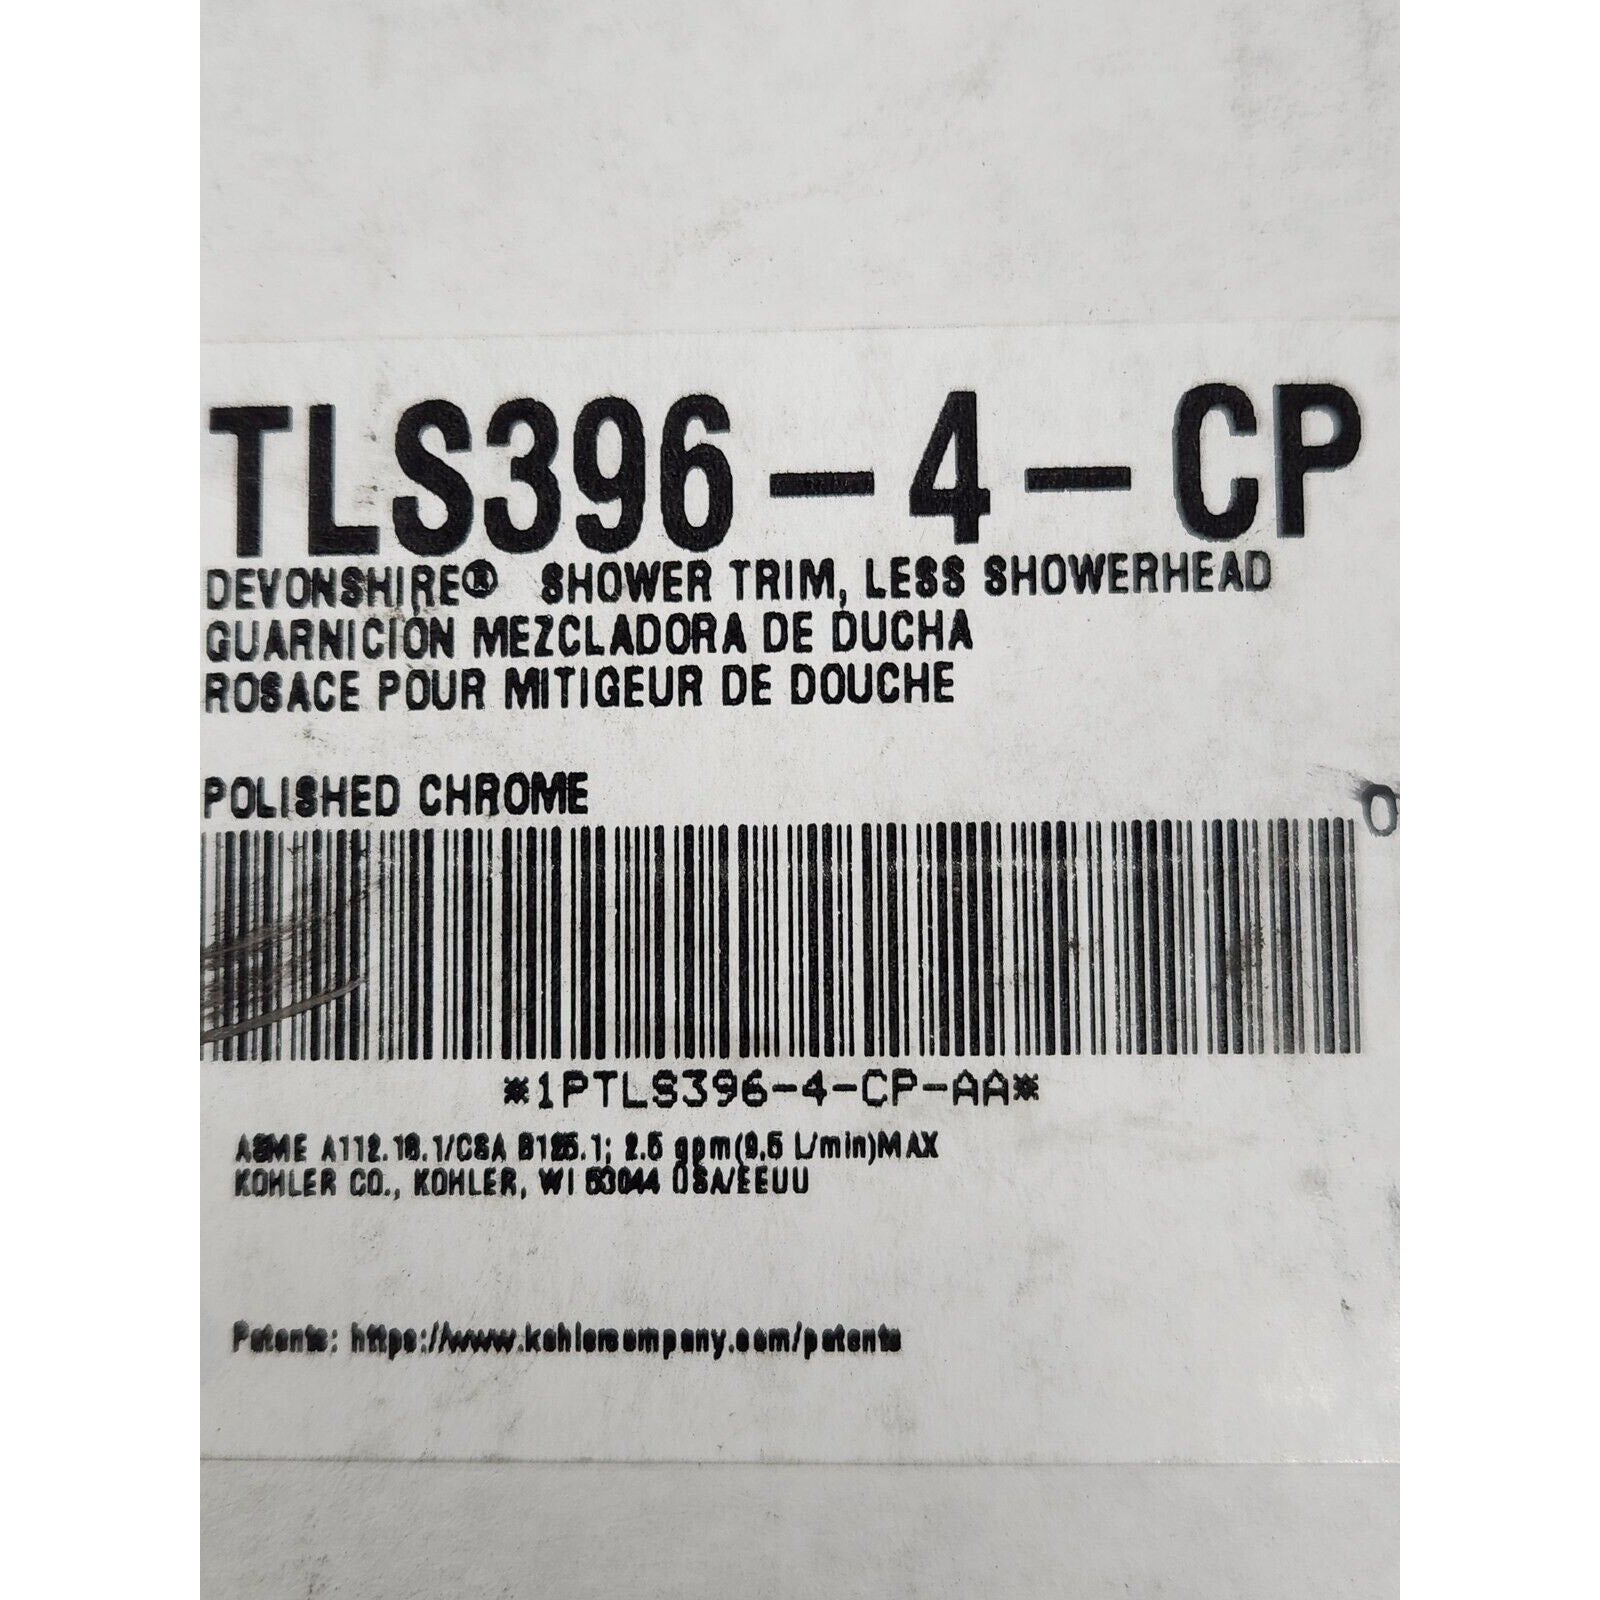 TLS396-4-CP
DEVONSHIRE® SHOWER TRIM, LESS SHOWERHEAD
GUARNICIÓN MEZCLADORA DE DUCHA
ROSACE POUR MITIGEUR DE DOUCHE
POLISHED CHROME
0
*1PTLS396-4-CP-AA*
ASME A112.18.1/CSA B125.1; 2.5 gpm(9.5 L/min)MAX
KOHLER CO., KOHLER, WI 53044 USA/EEUU
Patents: https://www.kohlercompany.com/patents